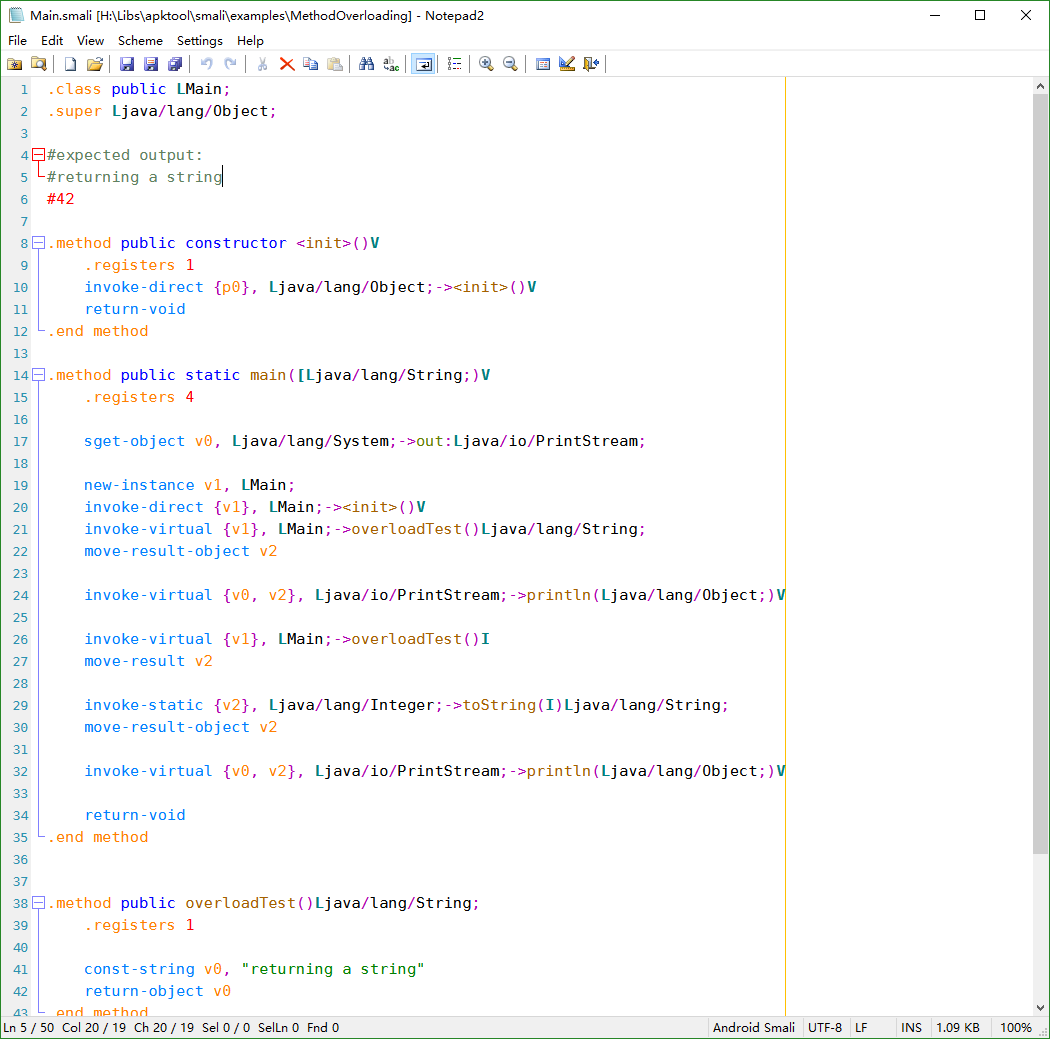 Main.smali [H:\Libs\apktool\smali\examples\MethodOverloading] - Notepad2
File Edit View Scheme Settings Help
1 .class public LMain;
2 .super Ljava/lang/Object;
3
4 #expected output:
5 #returning a string
6 #42
7
8 .method public constructor <init>()V
9     .registers 1
10     invoke-direct {p0}, Ljava/lang/Object;-><init>()V
11     return-void
12 .end method
13
14 .method public static main([Ljava/lang/String;)V
15     .registers 4
16
17     sget-object v0, Ljava/lang/System;->out:Ljava/io/PrintStream;
18
19     new-instance v1, LMain;
20     invoke-direct {v1}, LMain;-><init>()V
21     invoke-virtual {v1}, LMain;->overloadTest()Ljava/lang/String;
22     move-result-object v2
23
24     invoke-virtual {v0, v2}, Ljava/io/PrintStream;->println(Ljava/lang/Object;)V
25
26     invoke-virtual {v1}, LMain;->overloadTest()I
27     move-result v2
28
29     invoke-static {v2}, Ljava/lang/Integer;->toString(I)Ljava/lang/String;
30     move-result-object v2
31
32     invoke-virtual {v0, v2}, Ljava/io/PrintStream;->println(Ljava/lang/Object;)V
33
34     return-void
35 .end method
36
37
38 .method public overloadTest()Ljava/lang/String;
39     .registers 1
40
41     const-string v0, "returning a string"
42     return-object v0
43 .end method
Ln 5 / 50 Col 20 / 19 Ch 20 / 19 Sel 0 / 0 SelLn 0 Fnd 0 Android Smali UTF-8 LF INS 1.09 KB 100%